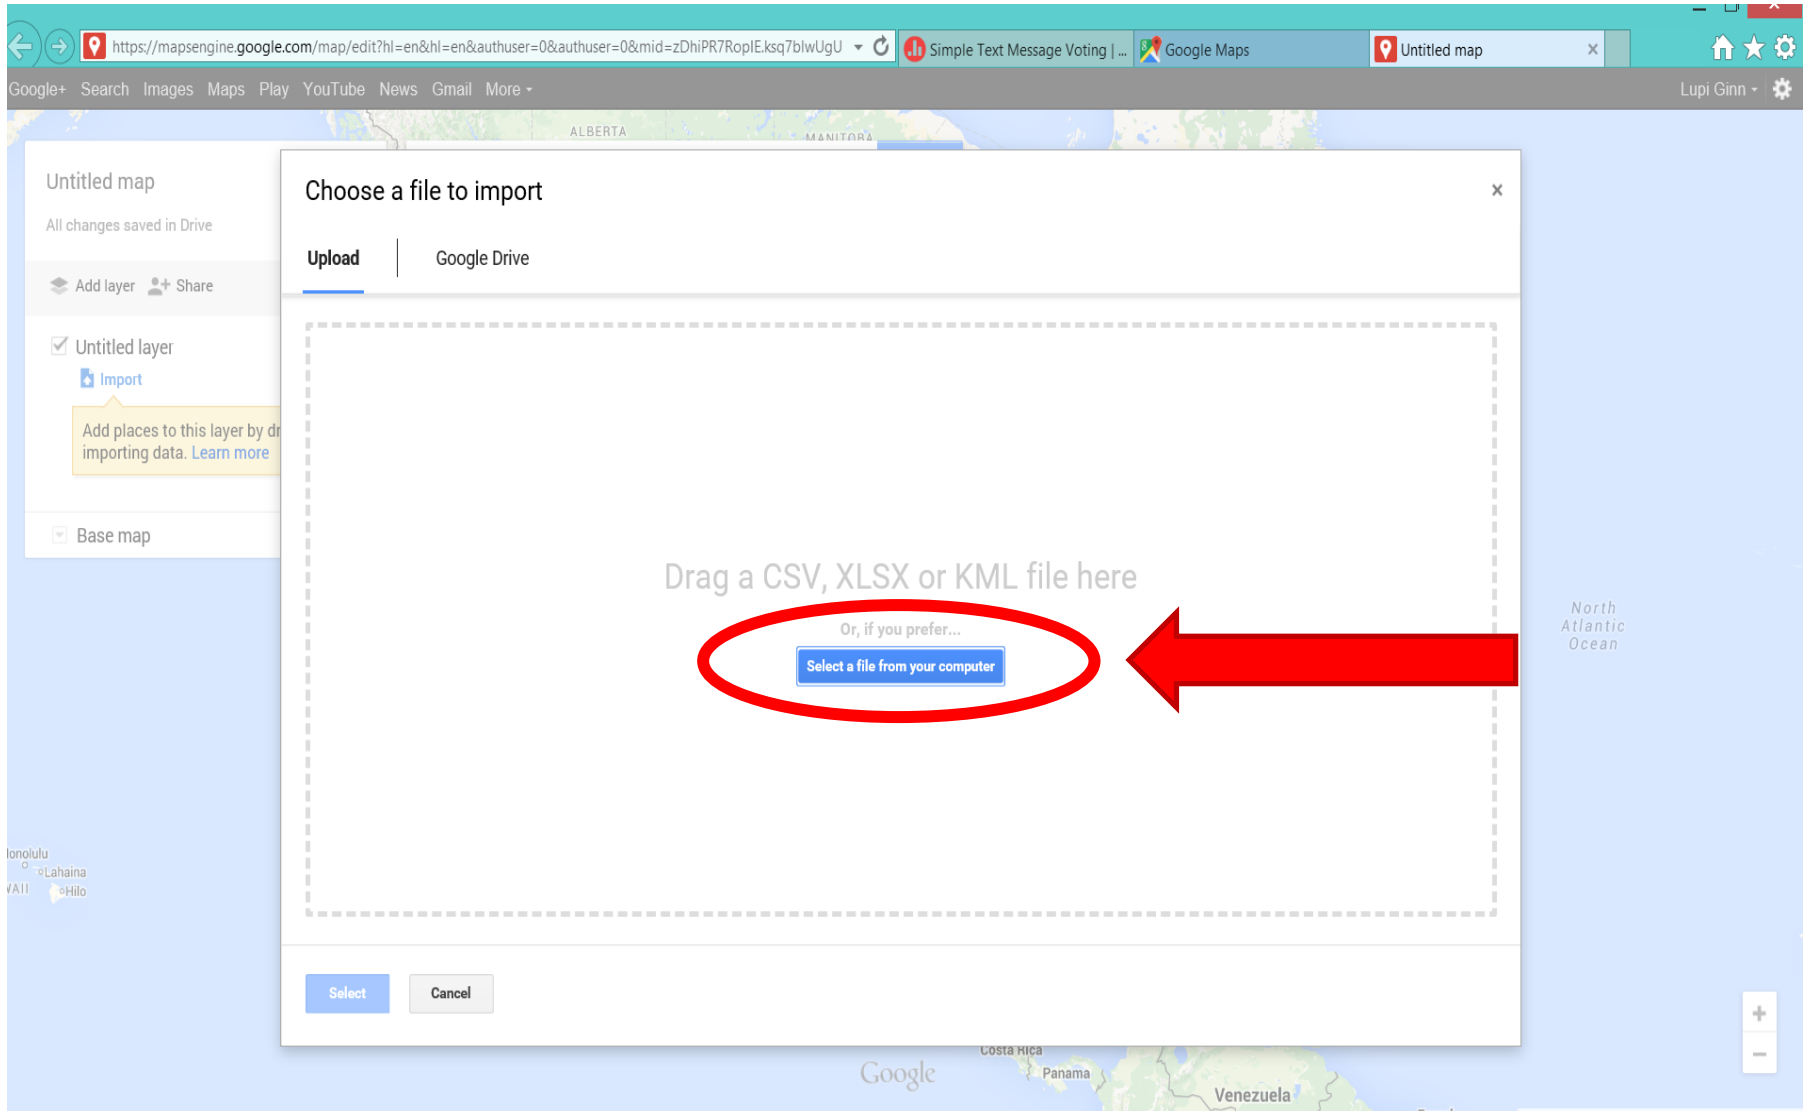 https://mapsengine.google.com/map/edit?hl=en&hl=en&authuser=0&authuser=0&mid=zDhiPR7RopIE.ksq7blwUgU
Simple Text Message Voting | ...
Google Maps
Untitled map
Google+ Search Images Maps Play YouTube News Gmail More
Lupi Ginn
ALBERTA
MANITOBA
Untitled map
All changes saved in Drive
Add layer
Share
Untitled layer
Import
Add places to this layer by dr
importing data. Learn more
Base map
Choose a file to import
×
Upload
Google Drive
Drag a CSV, XLSX or KML file here
Or, if you prefer...
Select a file from your computer
Select
Cancel
North
Atlantic
Ocean
onolulu
Lahaina
WAII
Hilo
Costa Rica
Google
Panama
Venezuela